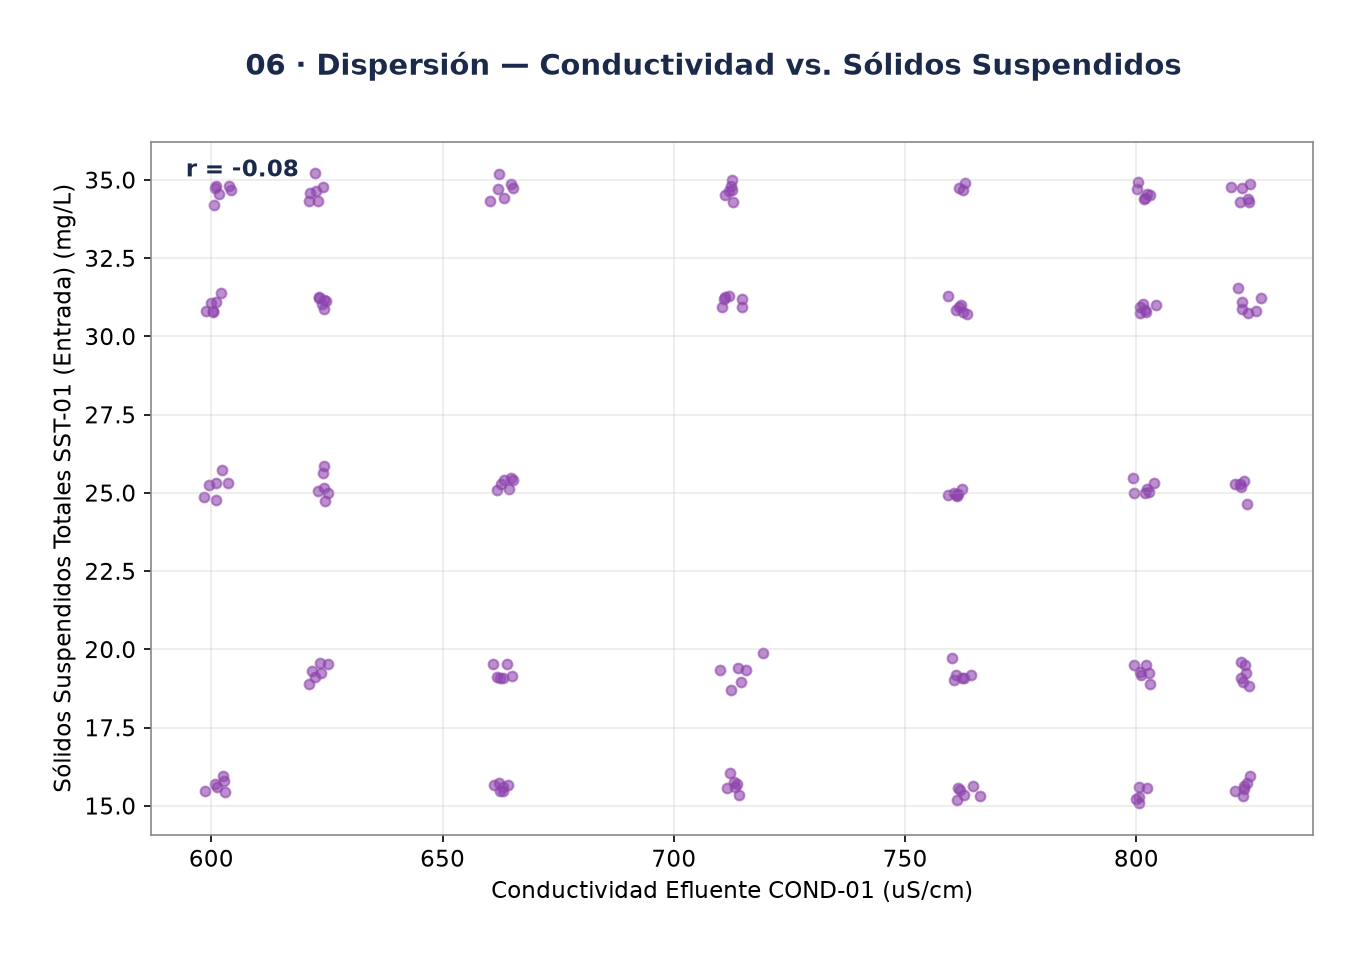 06 · Dispersión — Conductividad vs. Sólidos Suspendidos
r = -0.08
Sólidos Suspendidos Totales SST-01 (Entrada) (mg/L)
35.0
32.5
30.0
27.5
25.0
22.5
20.0
17.5
15.0
600 650 700 750 800
Conductividad Efluente COND-01 (uS/cm)